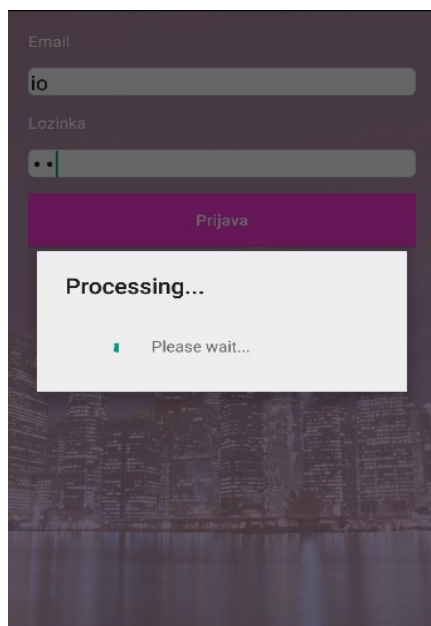 Email
io
Lozinka
••
Prijava
Processing...
Please wait...